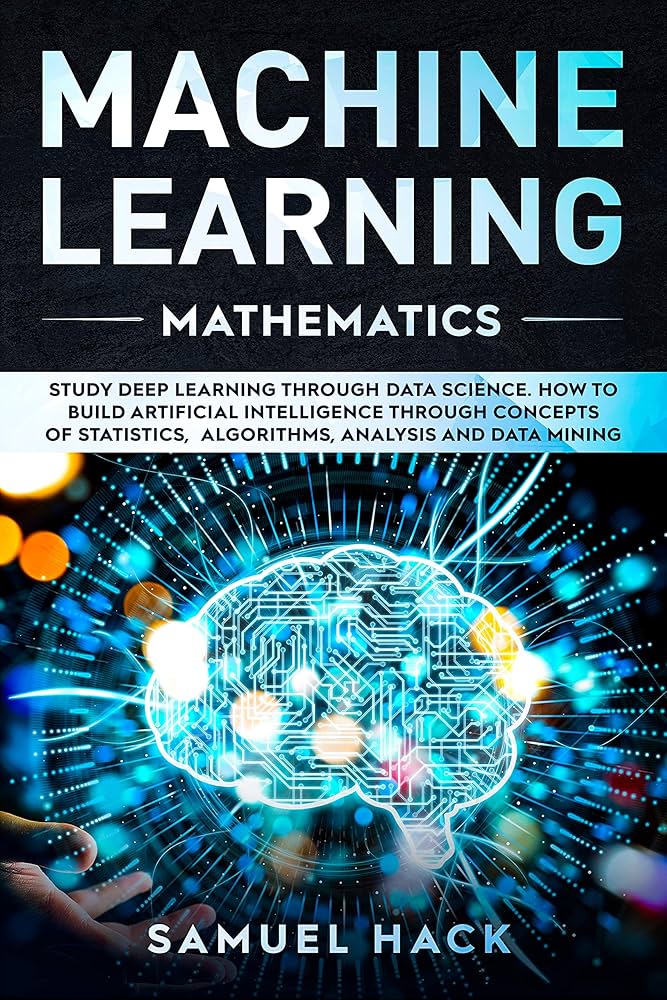 MACHINE
LEARNING
MATHEMATICS
STUDY DEEP LEARNING THROUGH DATA SCIENCE. HOW TO
BUILD ARTIFICIAL INTELLIGENCE THROUGH CONCEPTS
OF STATISTICS, ALGORITHMS, ANALYSIS AND DATA MINING
SAMUEL HACK